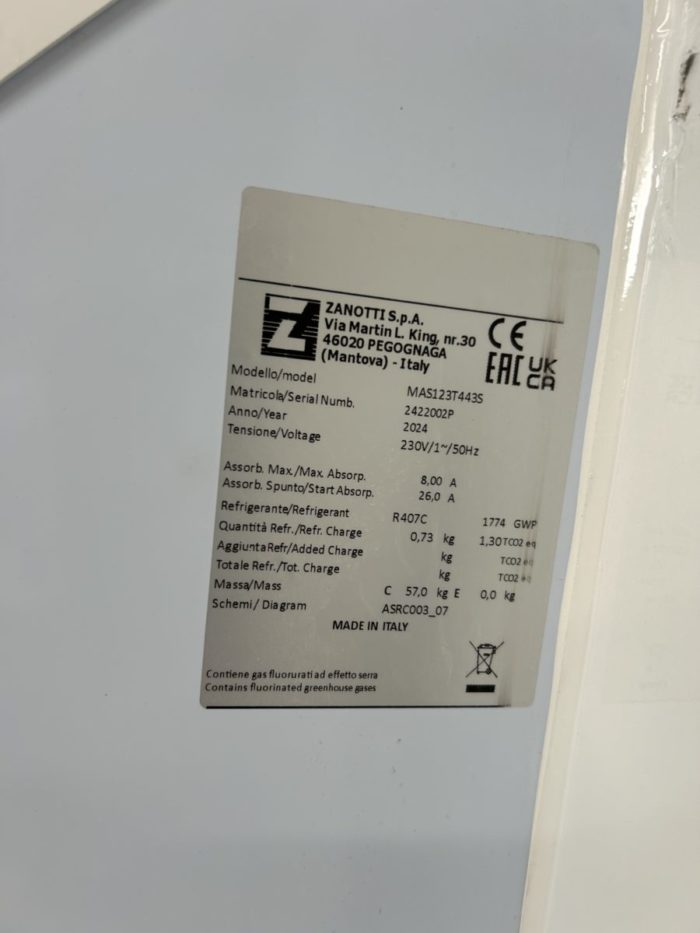 ZANOTTI S.p.A.
Via Martin L. King, nr.30
46020 PEGOGNAGA
(Mantova) - Italy
CE
EAC UK CA
Modello/model MAS123T443S
Matricola/Serial Numb. 2422002P
Anno/Year 2024
Tensione/Voltage 230V/1~/50Hz
Assorb. Max./Max. Absorp. 8,00 A
Assorb. Spunto/Start Absorp. 26,0 A
Refrigerante/Refrigerant R407C 1774 GWP
Quantità Refr./Refr. Charge 0,73 kg 1,30TCO2 eq
AggiuntaRefr/Added Charge kg TCO2 eq
Totale Refr./Tot. Charge kg TCO2 eq
Massa/Mass C 57,0 kg E 0,0 kg
Schemi/ Diagram ASRC003_07
MADE IN ITALY
Contiene gas fluorurati ad effetto serra
Contains fluorinated greenhouse gases